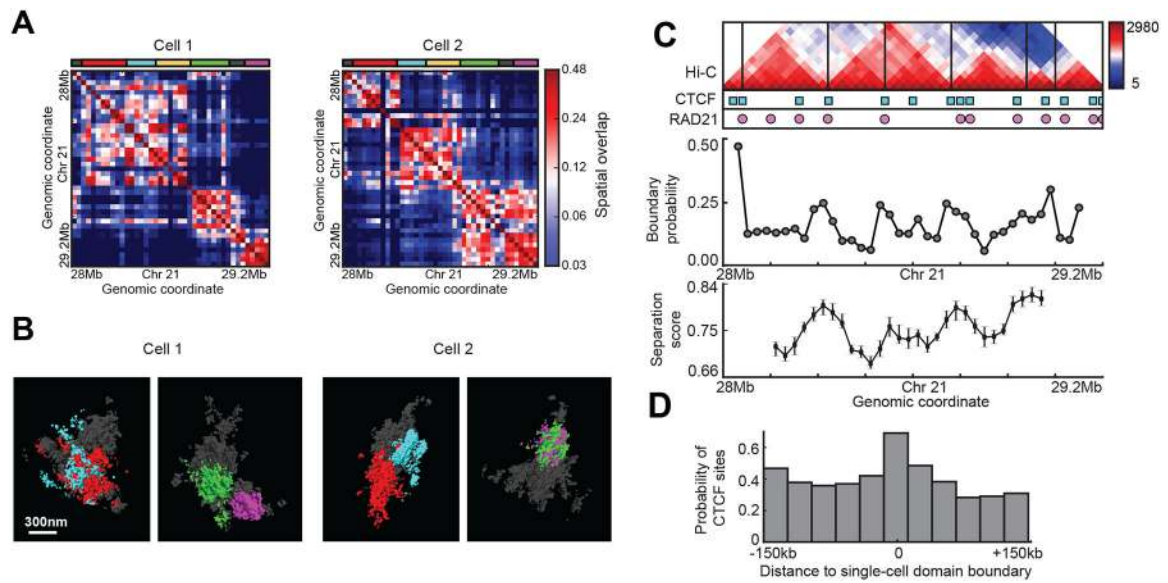 A
Cell 1
Cell 2
28Mb
Chr 21
29.2Mb
Genomic coordinate
28Mb Chr 21 29.2Mb
Genomic coordinate
28Mb
Chr 21
29.2Mb
Genomic coordinate
28Mb Chr 21 29.2Mb
Genomic coordinate
0.48
0.24
0.12
0.06
0.03
Spatial overlap
B
Cell 1
Cell 2
300nm
C
Hi-C
CTCF
RAD21
2980
5
0.50
0.25
0.00
Boundary
probability
28Mb Chr 21 29.2Mb
0.84
0.75
0.66
Separation
score
28Mb Chr 21 29.2Mb
Genomic coordinate
D
0.6
0.4
0.2
0
Probability of
CTCF sites
-150kb 0 +150kb
Distance to single-cell domain boundary